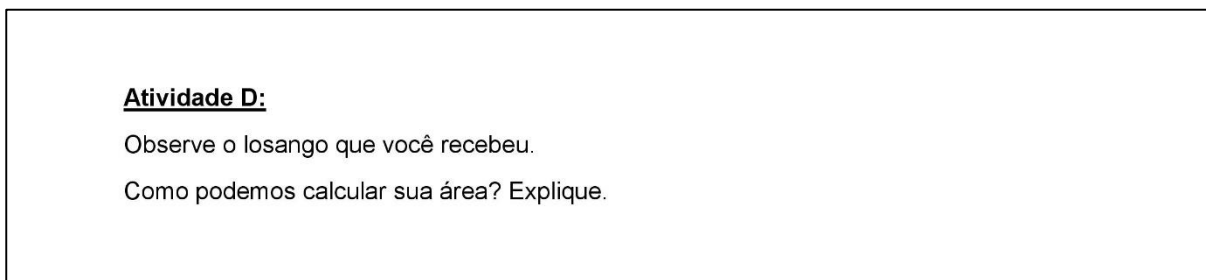 Atividade D:
Observe o losango que você recebeu.
Como podemos calcular sua área? Explique.